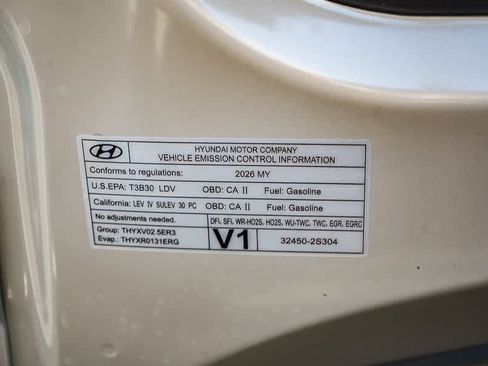 HYUNDAI MOTOR COMPANY
VEHICLE EMISSION CONTROL INFORMATION
Conforms to regulations: 2026 MY
U.S.EPA: T3B30 LDV OBD: CA II Fuel: Gasoline
California: LEV IV SULEV 30 PC OBD: CA II Fuel: Gasoline
No adjustments needed. DFI, SFI, WR-HO2S, HO2S, WU-TWC, TWC, EGR, EGRC
Group: THYXV02.5ER3
Evap.: THYXR0131ERG
V1 32450-2S304